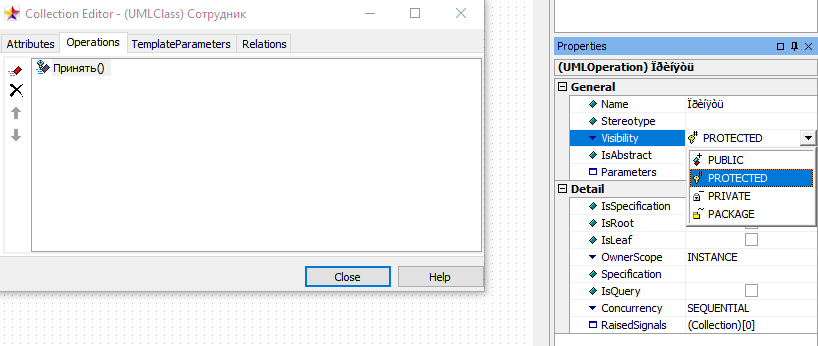 Collection Editor - (UMLClass) Сотрудник
Attributes Operations TemplateParameters Relations
Принять()
Close Help
Properties
(UMLOperation) Ïðèíÿòü
General
Name Ïðèíÿòü
Stereotype
Visibility PROTECTED
IsAbstract
Parameters
PUBLIC
PROTECTED
PRIVATE
PACKAGE
Detail
IsSpecification
IsRoot
IsLeaf
OwnerScope INSTANCE
Specification
IsQuery
Concurrency SEQUENTIAL
RaisedSignals (Collection)[0]